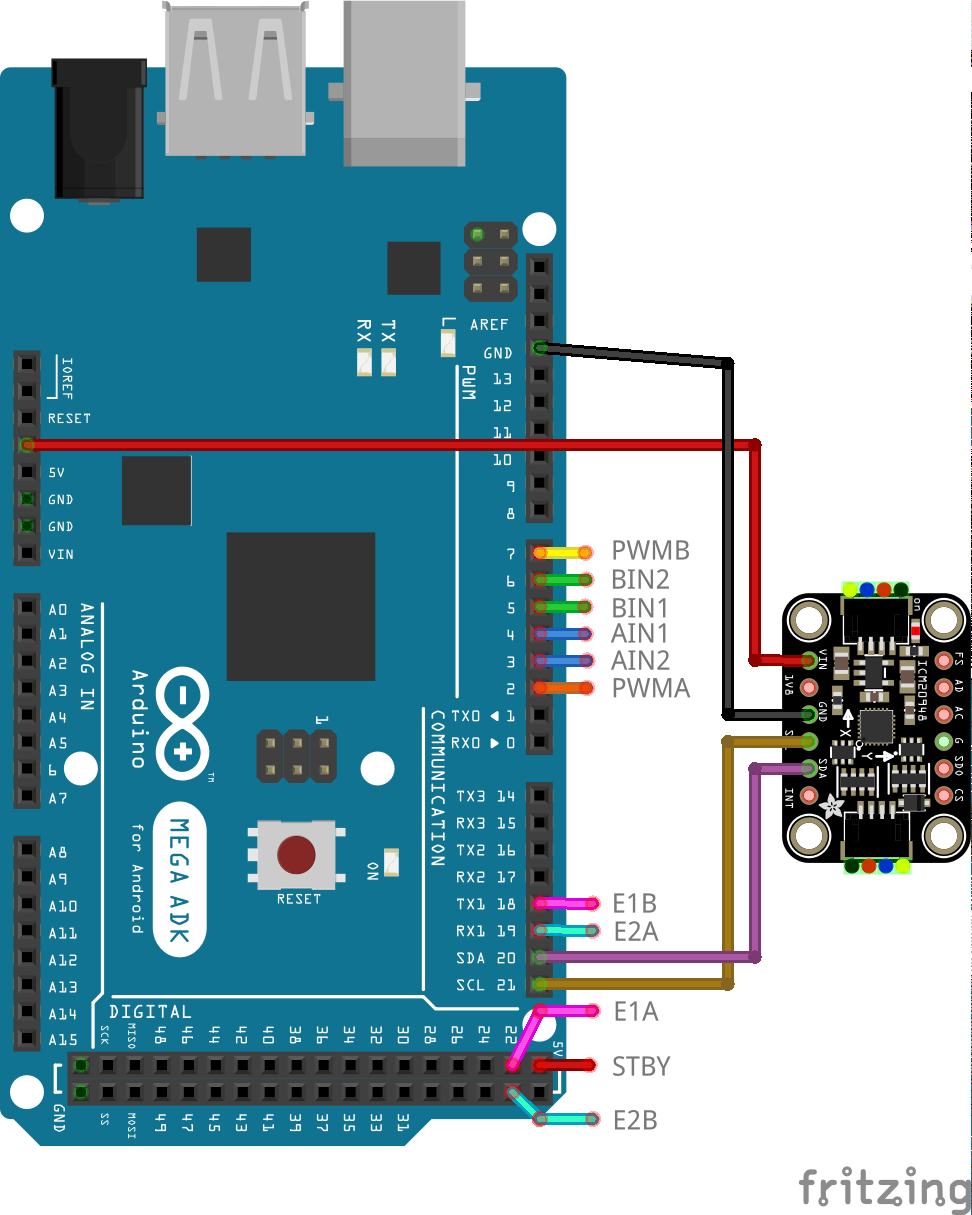 RX
TX
L
AREF
GND
13
12
11
10
9
8
PWM
IOREF
RESET
5V
GND
GND
VIN
7
6
5
4
3
2
TX0 1
RX0 0
PWMB
BIN2
BIN1
AIN1
AIN2
PWMA
A0
A1
A2
A3
A4
A5
6
A7
ANALOG IN
Arduino
TM
1
COMMUNICATION
TX3 14
RX3 15
TX2 16
RX2 17
TX1 18
RX1 19
SDA 20
SCL 21
E1B
E2A
A8
A9
A10
A11
A12
A13
A14
A15
for Android
MEGA ADK
RESET
ON
on
VIN
1V8
GND
S
SDA
INT
ICM20948
X
Y
FS
AD
AC
G
SDO
CS
DIGITAL
SCK
MISO
48
46
44
42
40
38
36
34
32
30
28
26
24
22
5V
E1A
STBY
E2B
GND
SS
MOSI
49
47
45
43
41
39
37
35
33
31
fritzing